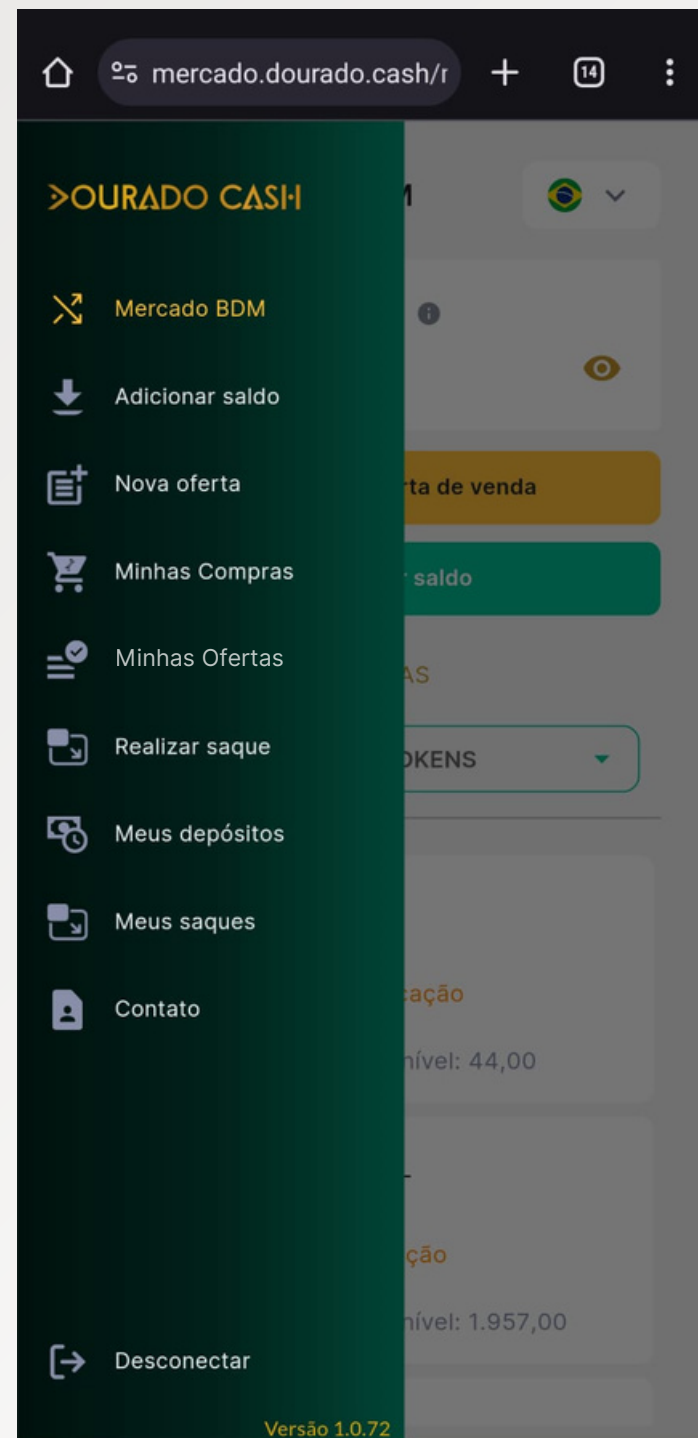 mercado.dourado.cash/r
14
DOURADO CASH
M
Mercado BDM
Adicionar saldo
Nova oferta
rta de venda
Minhas Compras
r saldo
Minhas Ofertas
AS
Realizar saque
OKENS
Meus depósitos
Meus saques
Contato
cação
nível: 44,00
ção
nível: 1.957,00
Desconectar
Versão 1.0.72